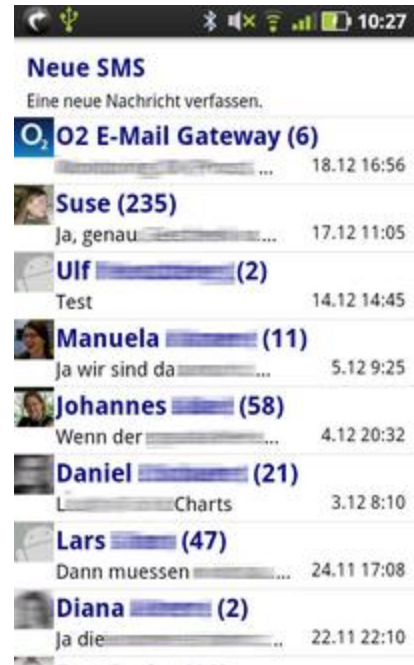 10:27
Neue SMS
Eine neue Nachricht verfassen.
O2 O2 E-Mail Gateway (6)
... 18.12 16:56
Suse (235)
Ja, genau ... 17.12 11:05
Ulf (2)
Test 14.12 14:45
Manuela (11)
Ja wir sind da ... 5.12 9:25
Johannes (58)
Wenn der ... 4.12 20:32
Daniel (21)
L Charts 3.12 8:10
Lars (47)
Dann muessen ... 24.11 17:08
Diana (2)
Ja die .. 22.11 22:10